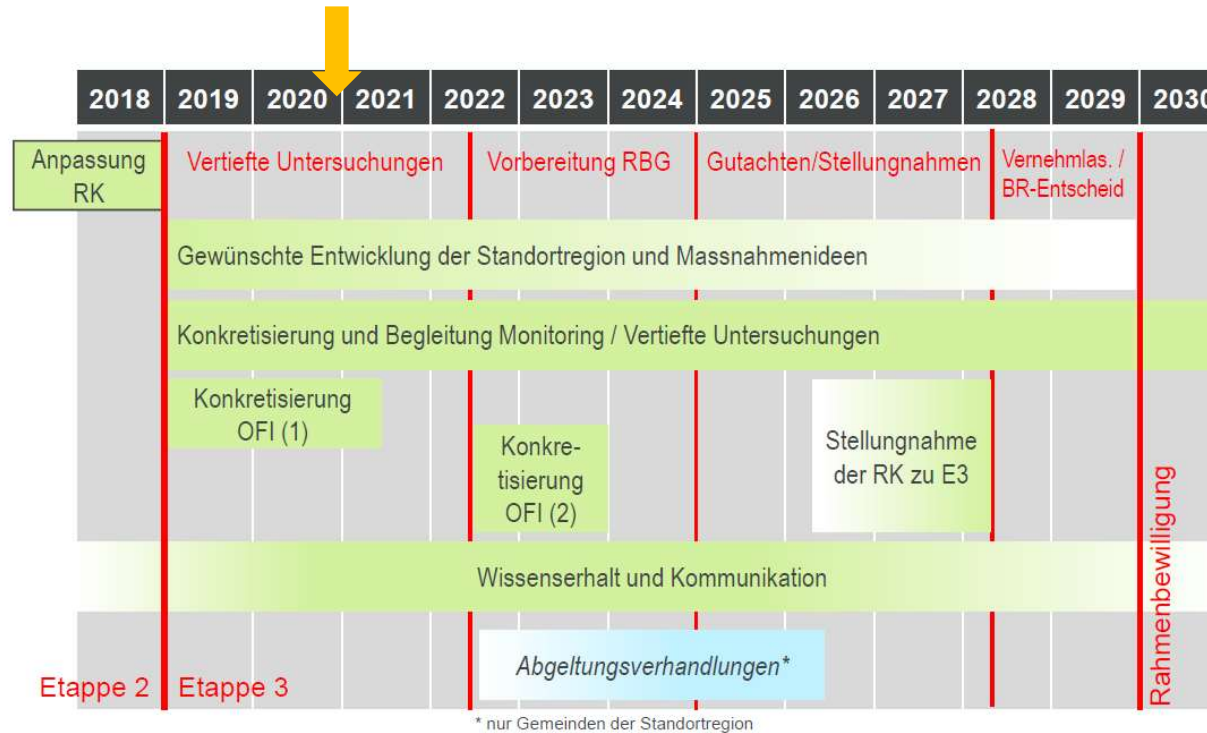 2018 2019 2020 2021 2022 2023 2024 2025 2026 2027 2028 2029 2030
Anpassung
RK
Vertiefte Untersuchungen
Vorbereitung RBG
Gutachten/Stellungnahmen
Vernehmlas. /
BR-Entscheid
Gewünschte Entwicklung der Standortregion und Massnahmenideen
Konkretisierung und Begleitung Monitoring / Vertiefte Untersuchungen
Konkretisierung
OFI (1)
Konkre-
tisierung
OFI (2)
Stellungnahme
der RK zu E3
Rahmenbewilligung
Wissenserhalt und Kommunikation
Abgeltungsverhandlungen*
Etappe 2
Etappe 3
* nur Gemeinden der Standortregion